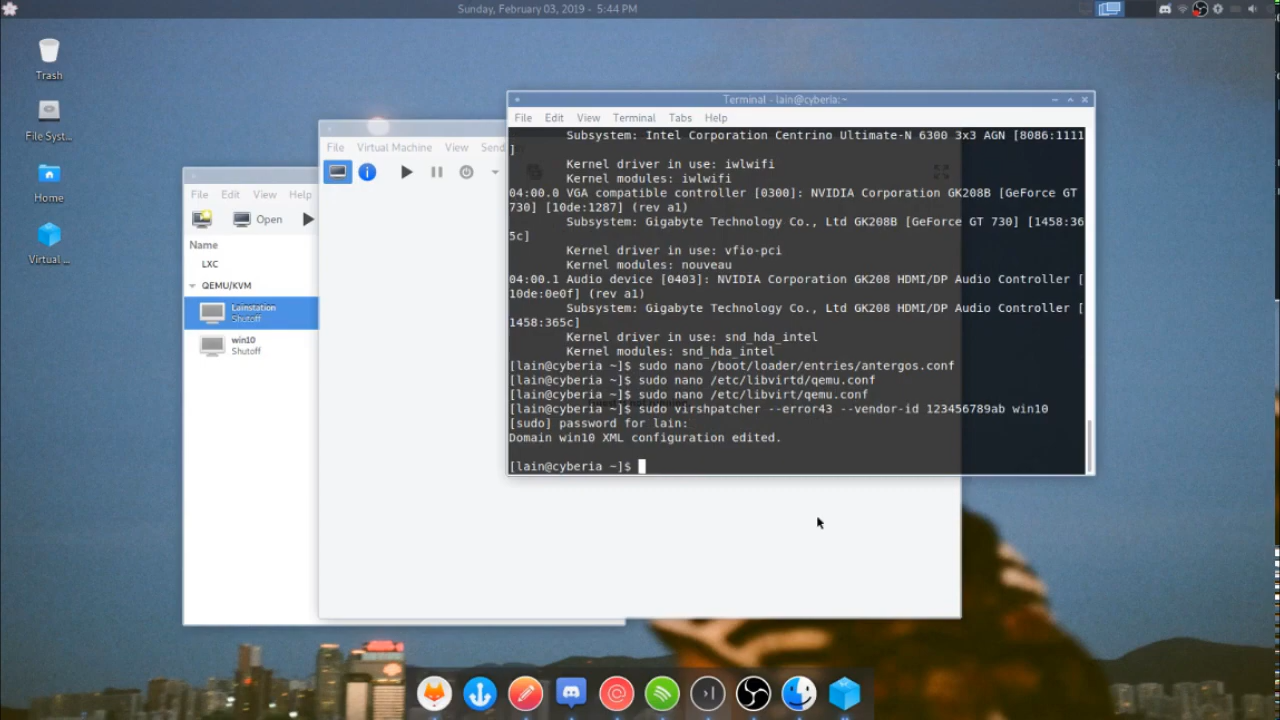 Sunday, February 03, 2019 - 5:44 PM
Trash
File Syst...
Home
Virtual ...
File Edit View Help
Open
Name
LXC
QEMU/KVM
Lainstation
Shutoff
win10
Shutoff
File Virtual Machine View Send
Terminal - lain@cyberia:~
File Edit View Terminal Tabs Help
Subsystem: Intel Corporation Centrino Ultimate-N 6300 3x3 AGN [8086:1111
]
Kernel driver in use: iwlwifi
Kernel modules: iwlwifi
04:00.0 VGA compatible controller [0300]: NVIDIA Corporation GK208B [GeForce GT
730] [10de:1287] (rev a1)
Subsystem: Gigabyte Technology Co., Ltd GK208B [GeForce GT 730] [1458:36
5c]
Kernel driver in use: vfio-pci
Kernel modules: nouveau
04:00.1 Audio device [0403]: NVIDIA Corporation GK208 HDMI/DP Audio Controller [
10de:0e0f] (rev a1)
Subsystem: Gigabyte Technology Co., Ltd GK208 HDMI/DP Audio Controller [
1458:365c]
Kernel driver in use: snd_hda_intel
Kernel modules: snd_hda_intel
[lain@cyberia ~]$ sudo nano /boot/loader/entries/antergos.conf
[lain@cyberia ~]$ sudo nano /etc/libvirtd/qemu.conf
[lain@cyberia ~]$ sudo nano /etc/libvirt/qemu.conf
[lain@cyberia ~]$ sudo virshpatcher --error43 --vendor-id 123456789ab win10
[sudo] password for lain:
Domain win10 XML configuration edited.
[lain@cyberia ~]$